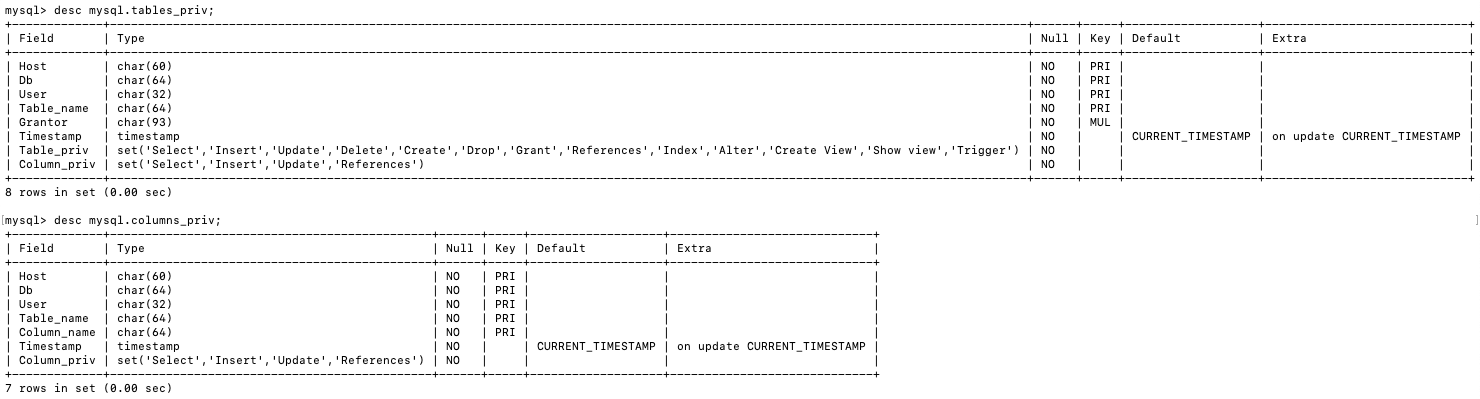 mysql> desc mysql.tables_priv;
+-------------+-----------------------------------------------------------------------------------------------------------------------------------+------+-----+-------------------+-----------------------------+
| Field       | Type                                                                                                                              | Null | Key | Default           | Extra                       |
+-------------+-----------------------------------------------------------------------------------------------------------------------------------+------+-----+-------------------+-----------------------------+
| Host        | char(60)                                                                                                                          | NO   | PRI |                   |                             |
| Db          | char(64)                                                                                                                          | NO   | PRI |                   |                             |
| User        | char(32)                                                                                                                          | NO   | PRI |                   |                             |
| Table_name  | char(64)                                                                                                                          | NO   | PRI |                   |                             |
| Grantor     | char(93)                                                                                                                          | NO   | MUL |                   |                             |
| Timestamp   | timestamp                                                                                                                         | NO   |     | CURRENT_TIMESTAMP | on update CURRENT_TIMESTAMP |
| Table_priv  | set('Select','Insert','Update','Delete','Create','Drop','Grant','References','Index','Alter','Create View','Show view','Trigger') | NO   |     |                   |                             |
| Column_priv | set('Select','Insert','Update','References')                                                                                      | NO   |     |                   |                             |
+-------------+-----------------------------------------------------------------------------------------------------------------------------------+------+-----+-------------------+-----------------------------+
8 rows in set (0.00 sec)
[mysql> desc mysql.columns_priv; ]
+-------------+----------------------------------------------+------+-----+-------------------+-----------------------------+
| Field       | Type                                         | Null | Key | Default           | Extra                       |
+-------------+----------------------------------------------+------+-----+-------------------+-----------------------------+
| Host        | char(60)                                     | NO   | PRI |                   |                             |
| Db          | char(64)                                     | NO   | PRI |                   |                             |
| User        | char(32)                                     | NO   | PRI |                   |                             |
| Table_name  | char(64)                                     | NO   | PRI |                   |                             |
| Column_name | char(64)                                     | NO   | PRI |                   |                             |
| Timestamp   | timestamp                                    | NO   |     | CURRENT_TIMESTAMP | on update CURRENT_TIMESTAMP |
| Column_priv | set('Select','Insert','Update','References') | NO   |     |                   |                             |
+-------------+----------------------------------------------+------+-----+-------------------+-----------------------------+
7 rows in set (0.00 sec)